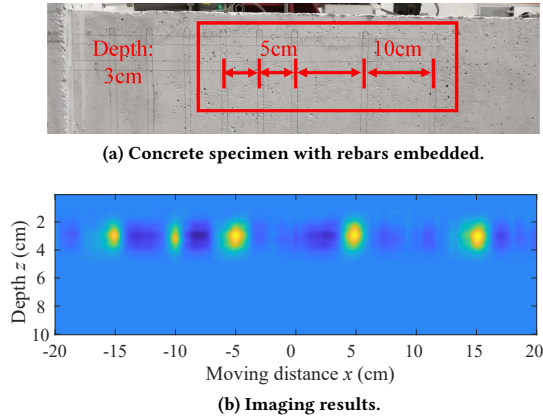 Depth:
3cm
5cm
10cm
(a) Concrete specimen with rebars embedded.
Depth z (cm)
2
4
6
8
10
-20
-15
-10
-5
0
5
10
15
20
Moving distance x (cm)
(b) Imaging results.